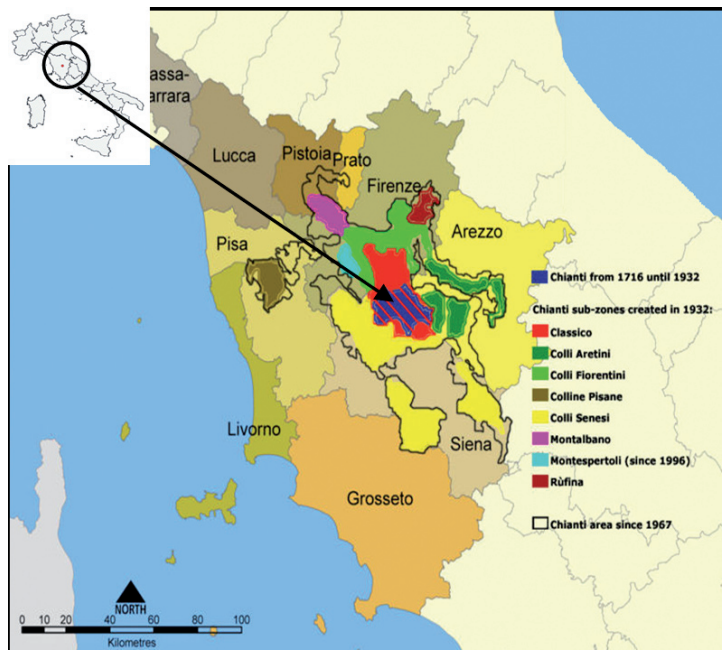 assa-
arrara
Lucca
Pistoia
Prato
Firenze
Pisa
Arezzo
Livorno
Siena
Grosseto
Chianti from 1716 until 1932
Chianti sub-zones created in 1932:
Classico
Colli Aretini
Colli Fiorentini
Colline Pisane
Colli Senesi
Montalbano
Montespertoli (since 1996)
Rùfina
Chianti area since 1967
NORTH
0 10 20 40 60 80 100
Kilometres